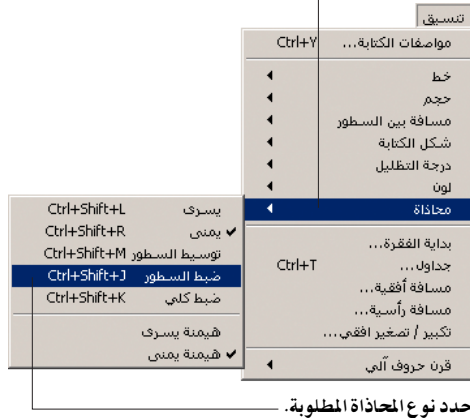 تنسيق
مواصفات الكتابة... Ctrl+Y
خط
حجم
مسافة بين السطور
شكل الكتابة
درجة التظليل
لون
محاذاة
بداية الفقرة...
جداول... Ctrl+T
مسافة أفقية...
مسافة رأسية...
تكبير / تصغير افقي...
قرن حروف آلي
يسرى Ctrl+Shift+L
✓ يمنى Ctrl+Shift+R
توسيط السطور Ctrl+Shift+M
ضبط السطور Ctrl+Shift+J
ضبط كلي Ctrl+Shift+K
هيمنة يسرى
✓ هيمنة يمنى
حدد نوع المحاذاة المطلوبة.